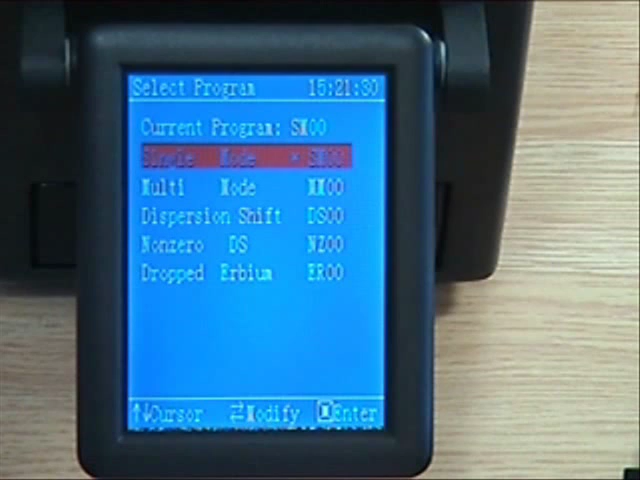 Select Program 15:21:30
Current Program: SM00
Single Mode * SM00
Multi Mode MM00
Dispersion Shift DS00
Nonzero DS NZ00
Dropped Erbium ER00
↑↓Cursor ⇄Modify Enter